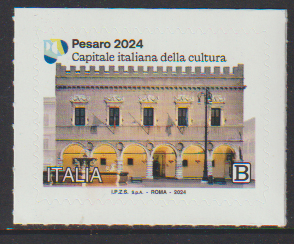 Pesaro 2024
Capitale italiana della cultura
ITALIA B
I.P.Z.S. S.p.A. - ROMA - 2024